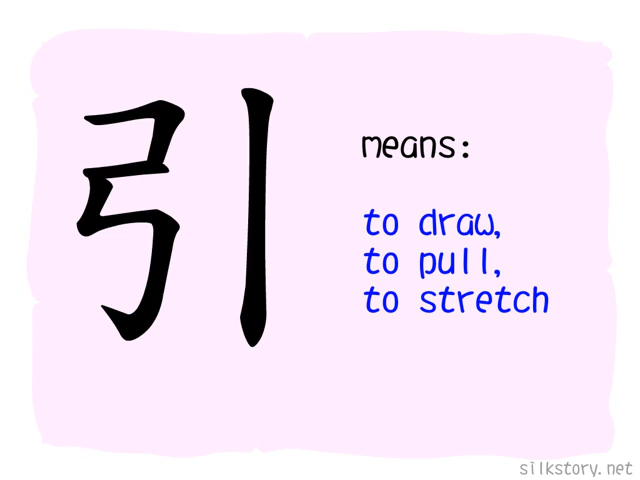 引
means:
to draw,
to pull,
to stretch
silkstory.net